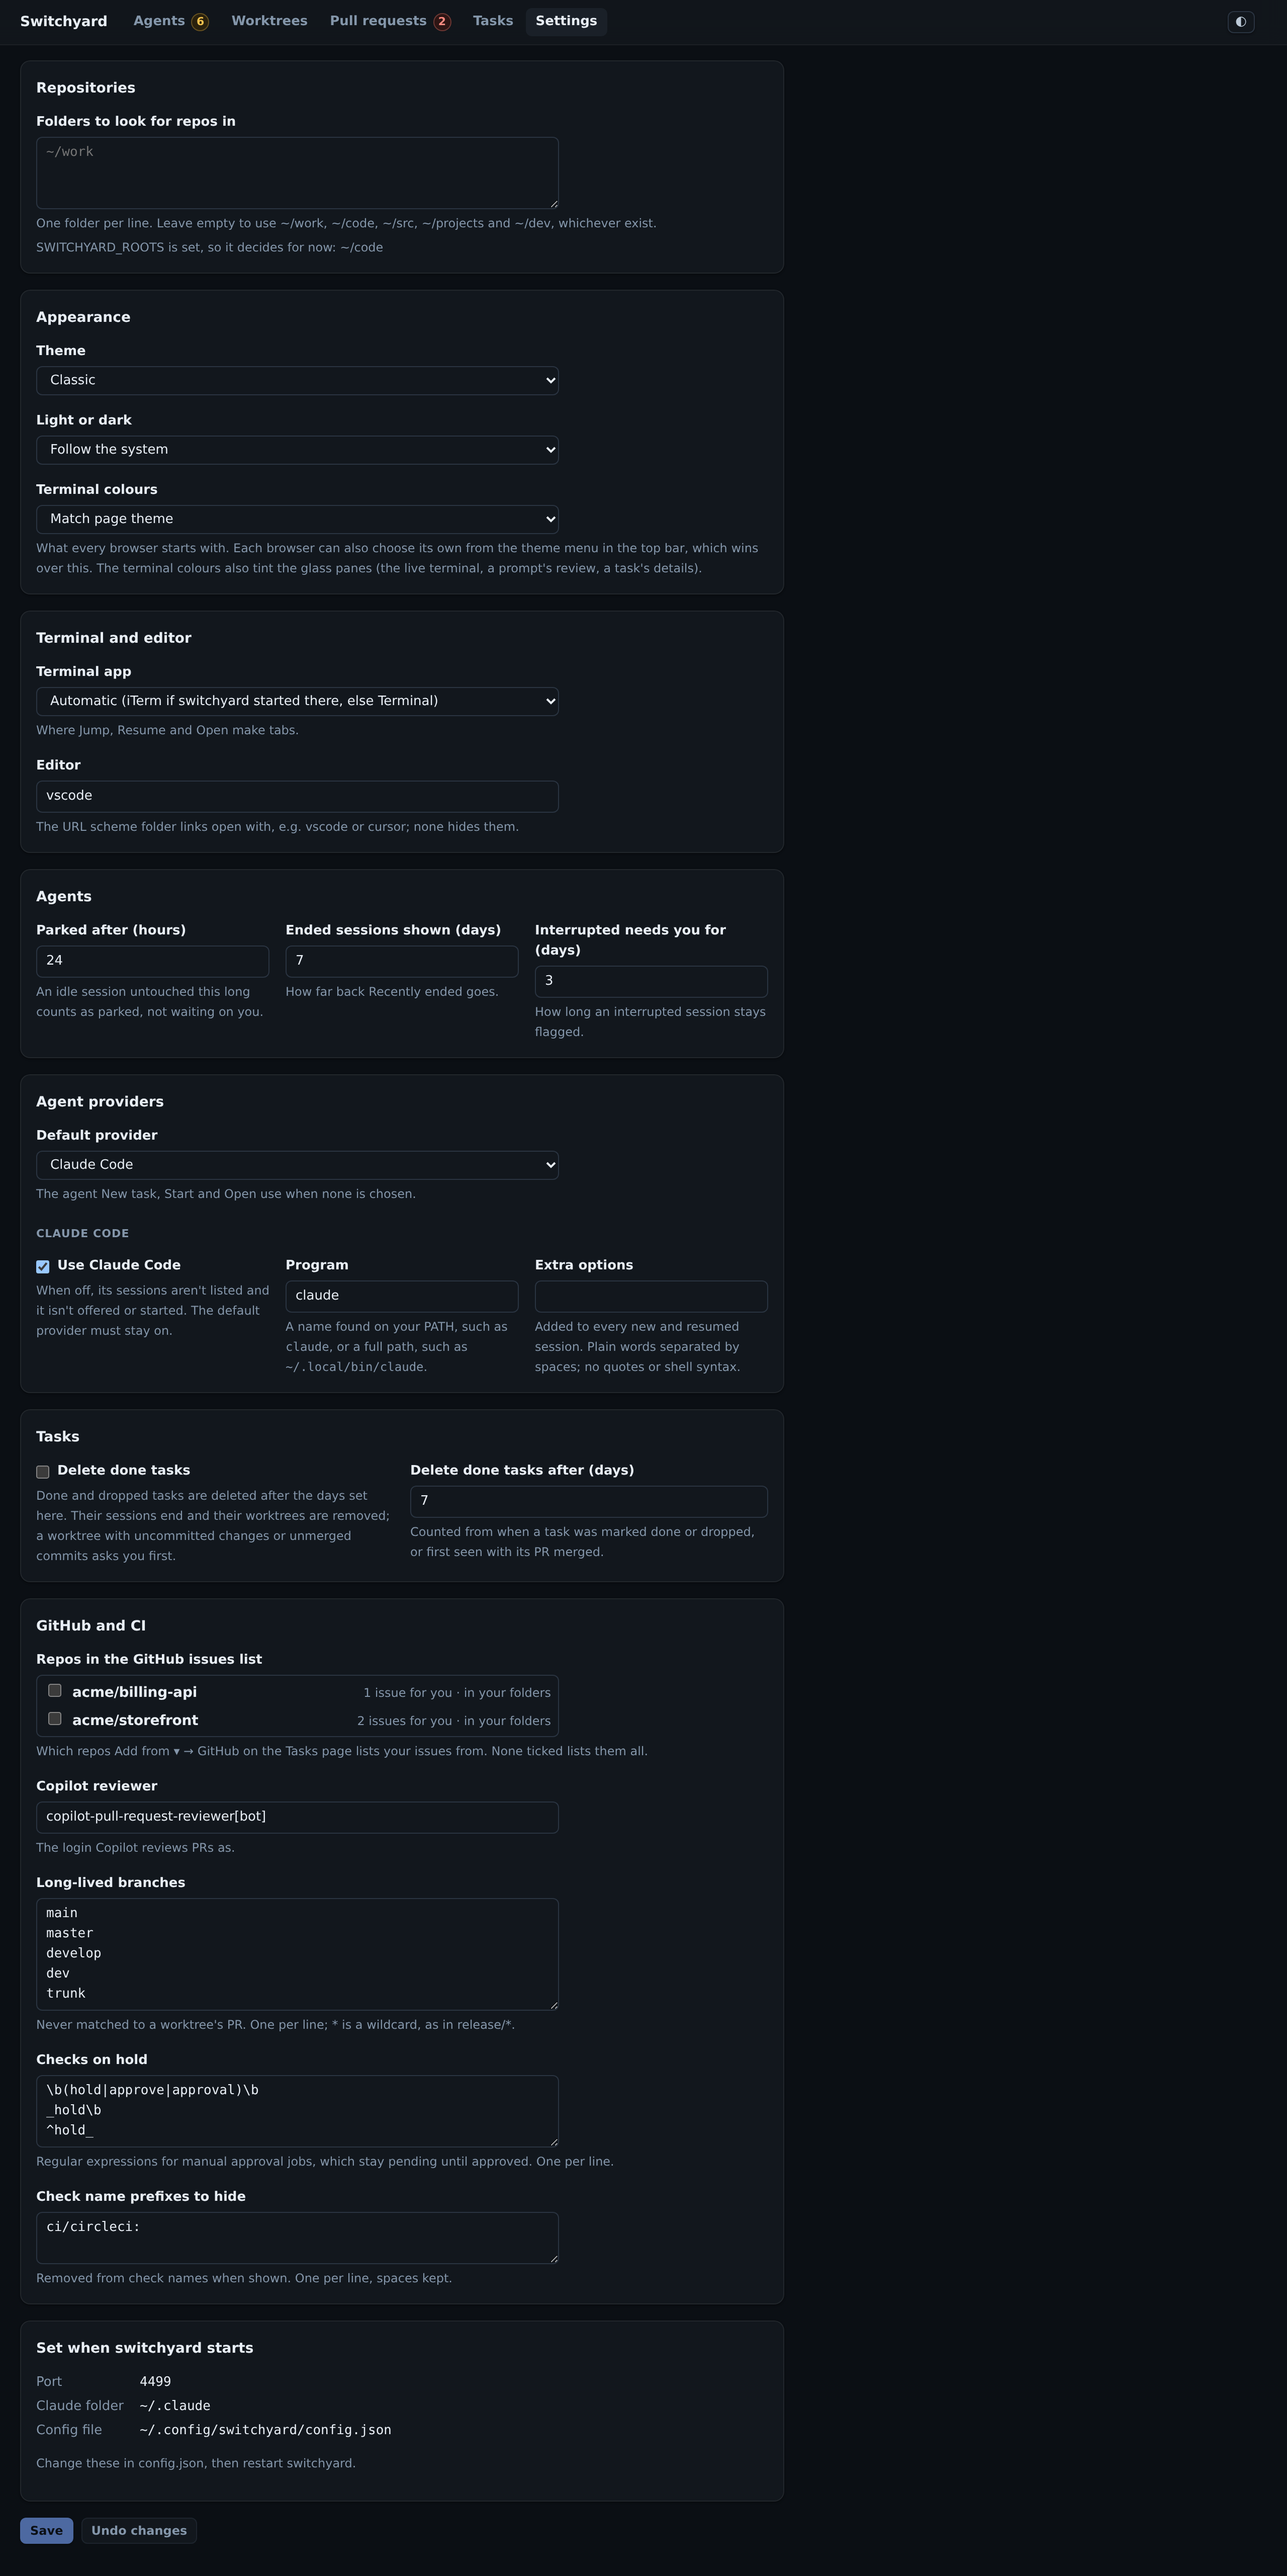 Switchyard Agents 6 Worktrees Pull requests 2 Tasks Settings
Repositories
Folders to look for repos in
~/work
One folder per line. Leave empty to use ~/work, ~/code, ~/src, ~/projects and ~/dev, whichever exist.
SWITCHYARD_ROOTS is set, so it decides for now: ~/code
Appearance
Theme
Classic
Light or dark
Follow the system
Terminal colours
Match page theme
What every browser starts with. Each browser can also choose its own from the theme menu in the top bar, which wins
over this. The terminal colours also tint the glass panes (the live terminal, a prompt's review, a task's details).
Terminal and editor
Terminal app
Automatic (iTerm if switchyard started there, else Terminal)
Where Jump, Resume and Open make tabs.
Editor
vscode
The URL scheme folder links open with, e.g. vscode or cursor; none hides them.
Agents
Parked after (hours)
24
An idle session untouched this long
counts as parked, not waiting on you.
Ended sessions shown (days)
7
How far back Recently ended goes.
Interrupted needs you for
(days)
3
How long an interrupted session stays
flagged.
Agent providers
Default provider
Claude Code
The agent New task, Start and Open use when none is chosen.
CLAUDE CODE
Use Claude Code
When off, its sessions aren't listed and
it isn't offered or started. The default
provider must stay on.
Program
claude
A name found on your PATH, such as
claude, or a full path, such as
~/.local/bin/claude.
Extra options
Added to every new and resumed
session. Plain words separated by
spaces; no quotes or shell syntax.
Tasks
Delete done tasks
Done and dropped tasks are deleted after the days set
here. Their sessions end and their worktrees are removed;
a worktree with uncommitted changes or unmerged
commits asks you first.
Delete done tasks after (days)
7
Counted from when a task was marked done or dropped,
or first seen with its PR merged.
GitHub and CI
Repos in the GitHub issues list
acme/billing-api 1 issue for you · in your folders
acme/storefront 2 issues for you · in your folders
Which repos Add from ▾ → GitHub on the Tasks page lists your issues from. None ticked lists them all.
Copilot reviewer
copilot-pull-request-reviewer[bot]
The login Copilot reviews PRs as.
Long-lived branches
main
master
develop
dev
trunk
Never matched to a worktree's PR. One per line; * is a wildcard, as in release/*.
Checks on hold
\b(hold|approve|approval)\b
_hold\b
^hold_
Regular expressions for manual approval jobs, which stay pending until approved. One per line.
Check name prefixes to hide
ci/circleci:
Removed from check names when shown. One per line, spaces kept.
Set when switchyard starts
Port 4499
Claude folder ~/.claude
Config file ~/.config/switchyard/config.json
Change these in config.json, then restart switchyard.
Save Undo changes